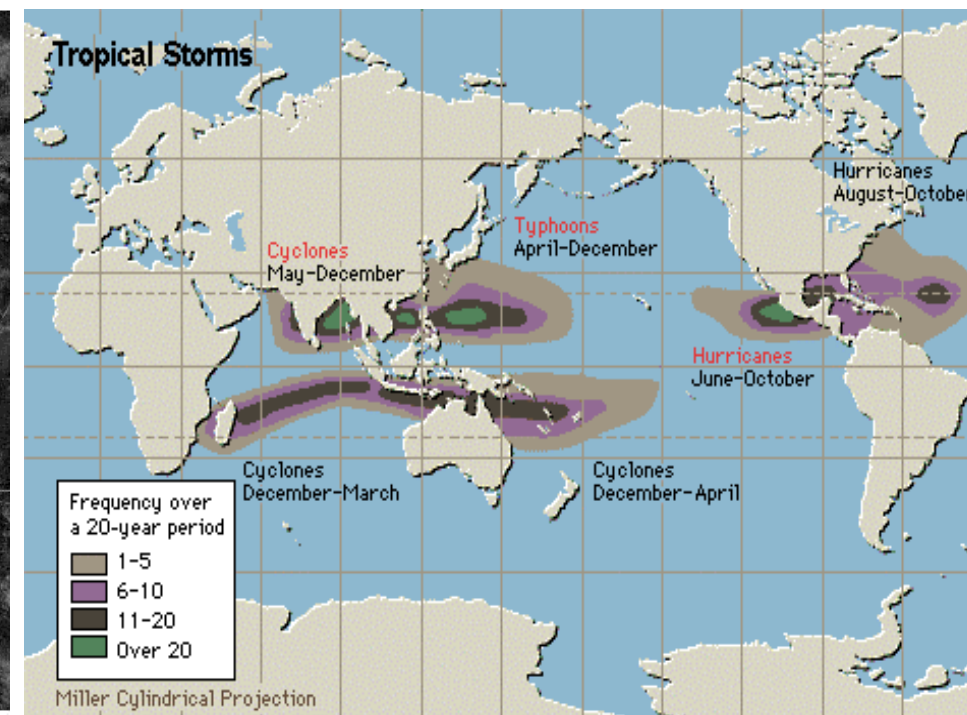 Tropical Storms
Hurricanes
August-October
Typhoons
April-December
Cyclones
May-December
Hurricanes
June-October
Cyclones
December-March
Cyclones
December-April
Frequency over
a 20-year period
1-5
6-10
11-20
Over 20
Miller Cylindrical Projection